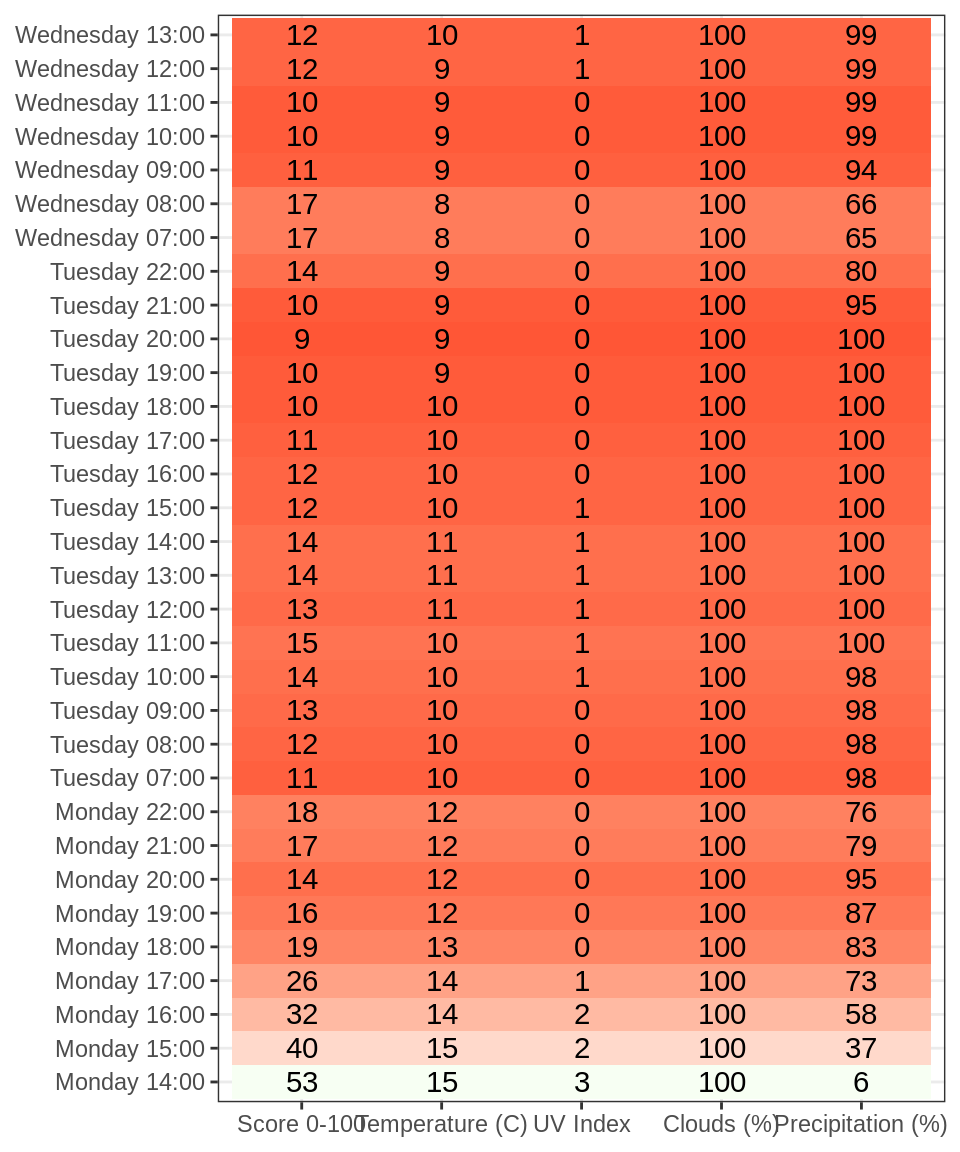 Wednesday 13:00 12 10 1 100 99
Wednesday 12:00 12 9 1 100 99
Wednesday 11:00 10 9 0 100 99
Wednesday 10:00 10 9 0 100 99
Wednesday 09:00 11 9 0 100 94
Wednesday 08:00 17 8 0 100 66
Wednesday 07:00 17 8 0 100 65
Tuesday 22:00 14 9 0 100 80
Tuesday 21:00 10 9 0 100 95
Tuesday 20:00 9 9 0 100 100
Tuesday 19:00 10 9 0 100 100
Tuesday 18:00 10 10 0 100 100
Tuesday 17:00 11 10 0 100 100
Tuesday 16:00 12 10 0 100 100
Tuesday 15:00 12 10 1 100 100
Tuesday 14:00 14 11 1 100 100
Tuesday 13:00 14 11 1 100 100
Tuesday 12:00 13 11 1 100 100
Tuesday 11:00 15 10 1 100 100
Tuesday 10:00 14 10 1 100 98
Tuesday 09:00 13 10 0 100 98
Tuesday 08:00 12 10 0 100 98
Tuesday 07:00 11 10 0 100 98
Monday 22:00 18 12 0 100 76
Monday 21:00 17 12 0 100 79
Monday 20:00 14 12 0 100 95
Monday 19:00 16 12 0 100 87
Monday 18:00 19 13 0 100 83
Monday 17:00 26 14 1 100 73
Monday 16:00 32 14 2 100 58
Monday 15:00 40 15 2 100 37
Monday 14:00 53 15 3 100 6
Score 0-100 Temperature (C) UV Index Clouds (%) Precipitation (%)